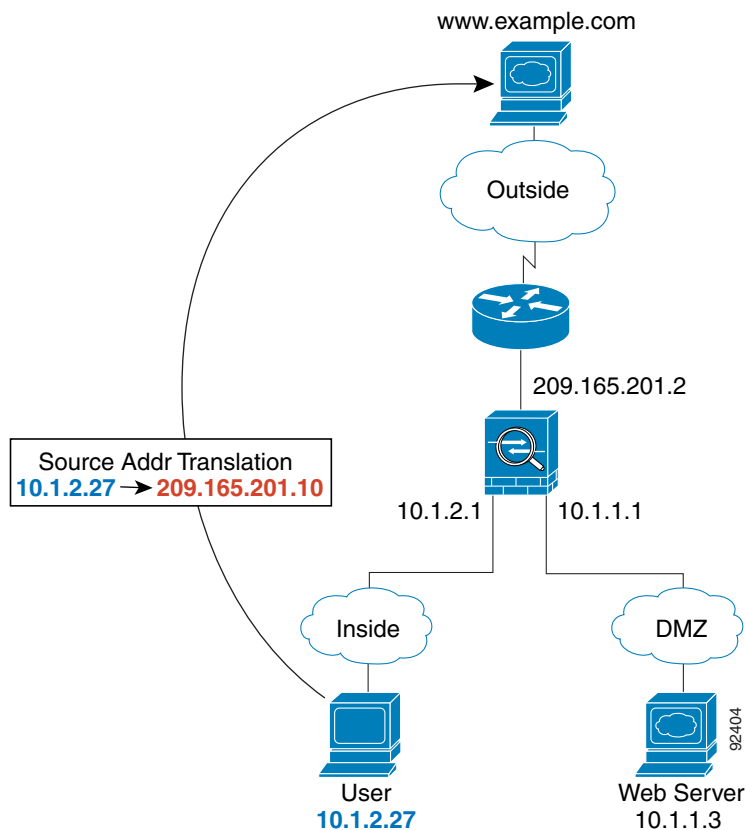 www.example.com
Outside
209.165.201.2
Source Addr Translation
10.1.2.27 → 209.165.201.10
10.1.2.1
10.1.1.1
Inside
DMZ
92404
User
10.1.2.27
Web Server
10.1.1.3